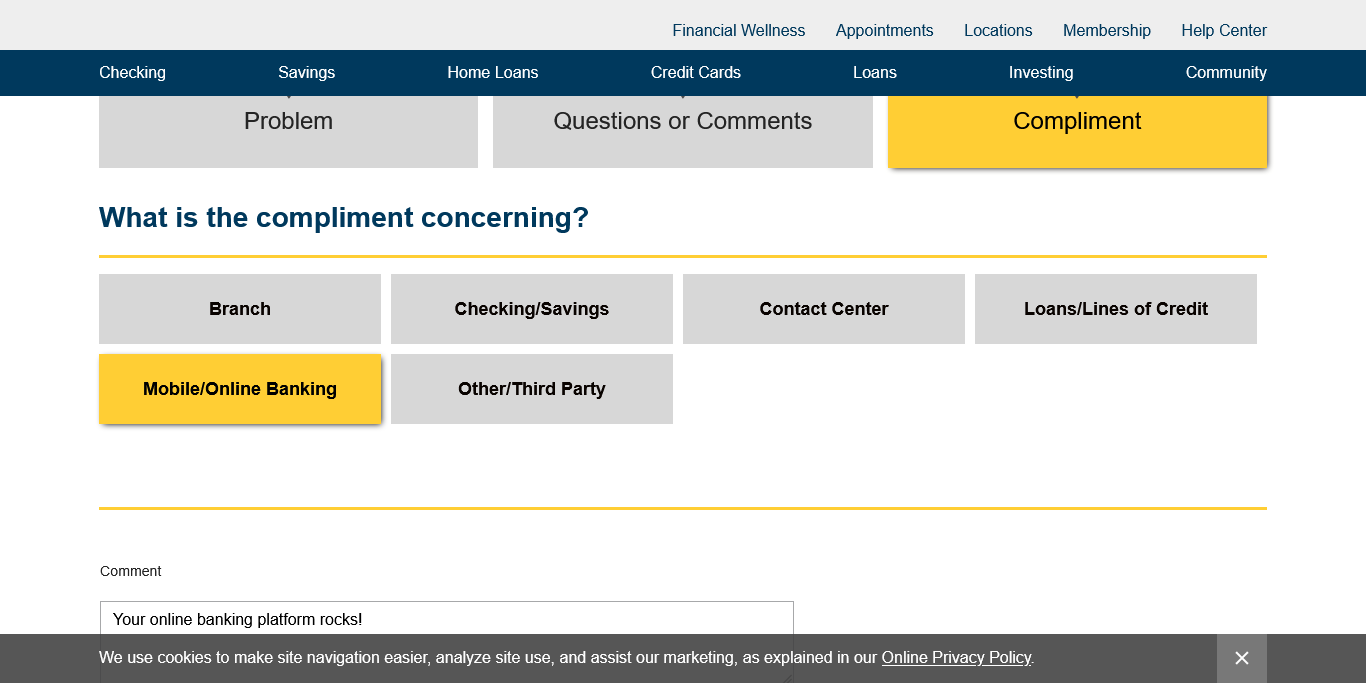 Financial Wellness Appointments Locations Membership Help Center
Checking Savings Home Loans Credit Cards Loans Investing Community
Problem Questions or Comments Compliment
What is the compliment concerning?
Branch Checking/Savings Contact Center Loans/Lines of Credit
Mobile/Online Banking Other/Third Party
Comment
Your online banking platform rocks!
We use cookies to make site navigation easier, analyze site use, and assist our marketing, as explained in our Online Privacy Policy.